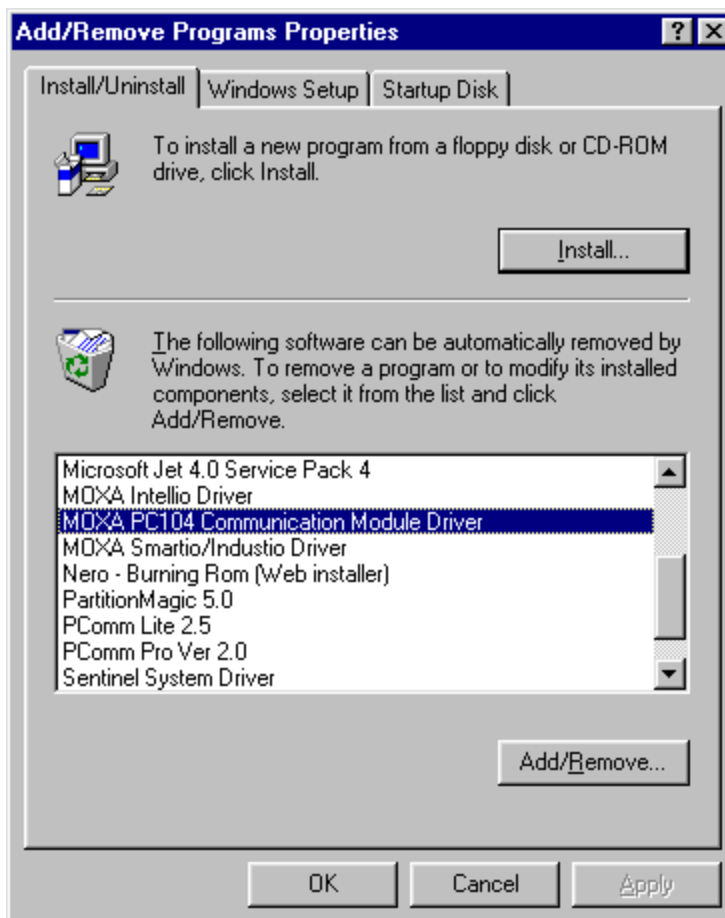 Add/Remove Programs Properties
Install/Uninstall
Windows Setup
Startup Disk
To install a new program from a floppy disk or CD-ROM
drive, click Install.
Install...
The following software can be automatically removed by
Windows. To remove a program or to modify its installed
components, select it from the list and click
Add/Remove.
Microsoft Jet 4.0 Service Pack 4
MOXA Intellio Driver
MOXA PC104 Communication Module Driver
MOXA Smartio/Industio Driver
Nero - Burning Rom (Web installer)
PartitionMagic 5.0
PComm Lite 2.5
PComm Pro Ver 2.0
Sentinel System Driver
Add/Remove...
OK
Cancel
Apply